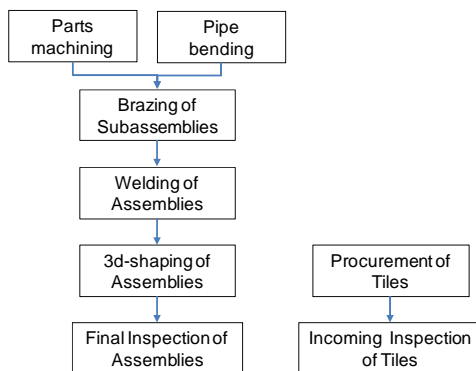 Parts
machining
Pipe
bending
Brazing of
Subassemblies
Welding of
Assemblies
3d-shaping of
Assemblies
Procurement of
Tiles
Final Inspection of
Assemblies
Incoming Inspection
of Tiles